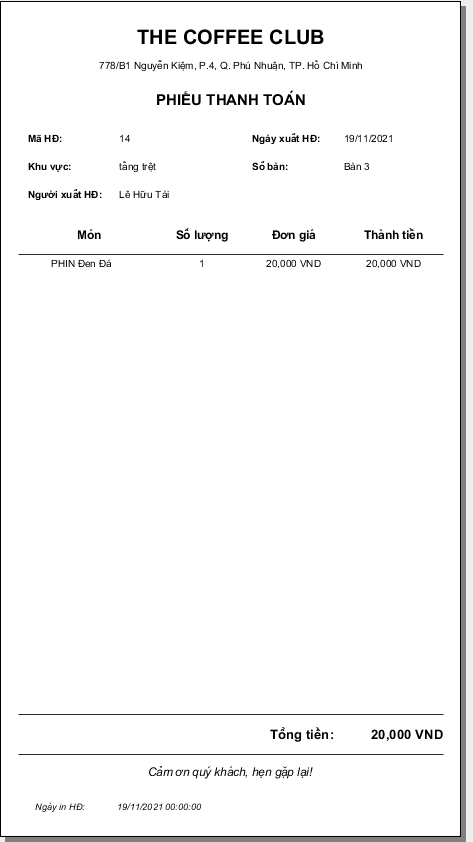 THE COFFEE CLUB
778/B1 Nguyễn Kiệm, P.4, Q. Phú Nhuận, TP. Hồ Chí Minh
PHIẾU THANH TOÁN
Mã HĐ: 14 Ngày xuất HĐ: 19/11/2021
Khu vực: tầng trệt Số bàn: Bàn 3
Người xuất HĐ: Lê Hữu Tài
Món Số lượng Đơn giá Thành tiền
PHIN Đen Đá 1 20,000 VND 20,000 VND
Tổng tiền: 20,000 VND
Cảm ơn quý khách, hẹn gặp lại!
Ngày in HĐ: 19/11/2021 00:00:00